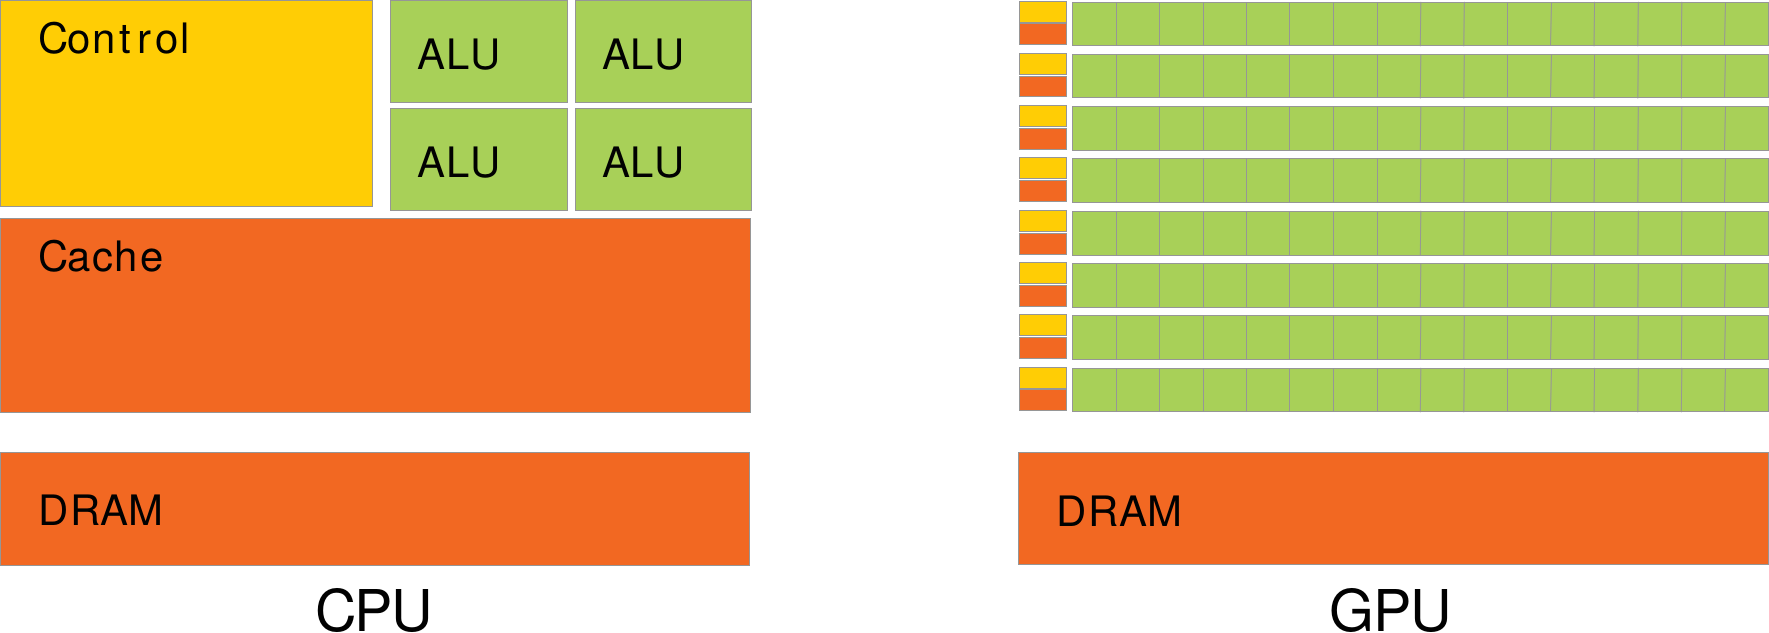 Control
ALU
ALU
ALU
ALU
Cache
DRAM
CPU
DRAM
GPU